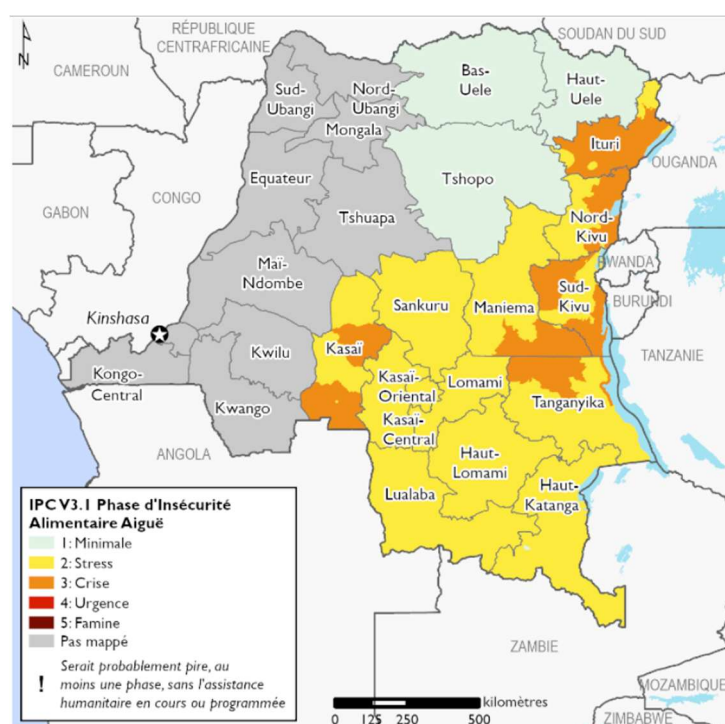 N
RÉPUBLIQUE
CENTRAFRICAINE
SOUDAN DU SUD
CAMEROUN
Bas-
Uele
Haut-
Uele
Sud-
Ubangi
Nord-
Ubangi
Mongala
Ituri
OUGANDA
CONGO
Equateur
Tshopo
GABON
Tshuapa
Nord-
Kivu
Maï-
Ndombe
RWANDA
Sankuru
Maniema
Sud-
Kivu
BURUNDI
Kinshasa
Kwilu
Kasaï
TANZANIE
Kongo-
Central
Kasaï-
Oriental
Lomami
Kwango
Tanganyika
Kasaï-
Central
ANGOLA
Haut-
Lomami
Lualaba
Haut-
Katanga
IPC V3.1 Phase d'Insécurité
Alimentaire Aiguë
1: Minimale
2: Stress
3: Crise
4: Urgence
5: Famine
Pas mappé
! Serait probablement pire, au
moins une phase, sans l'assistance
humanitaire en cours ou programmée
ZAMBIE
MOZAMBIQUE
kilomètres
0 125 250 500
ZIMBABWE